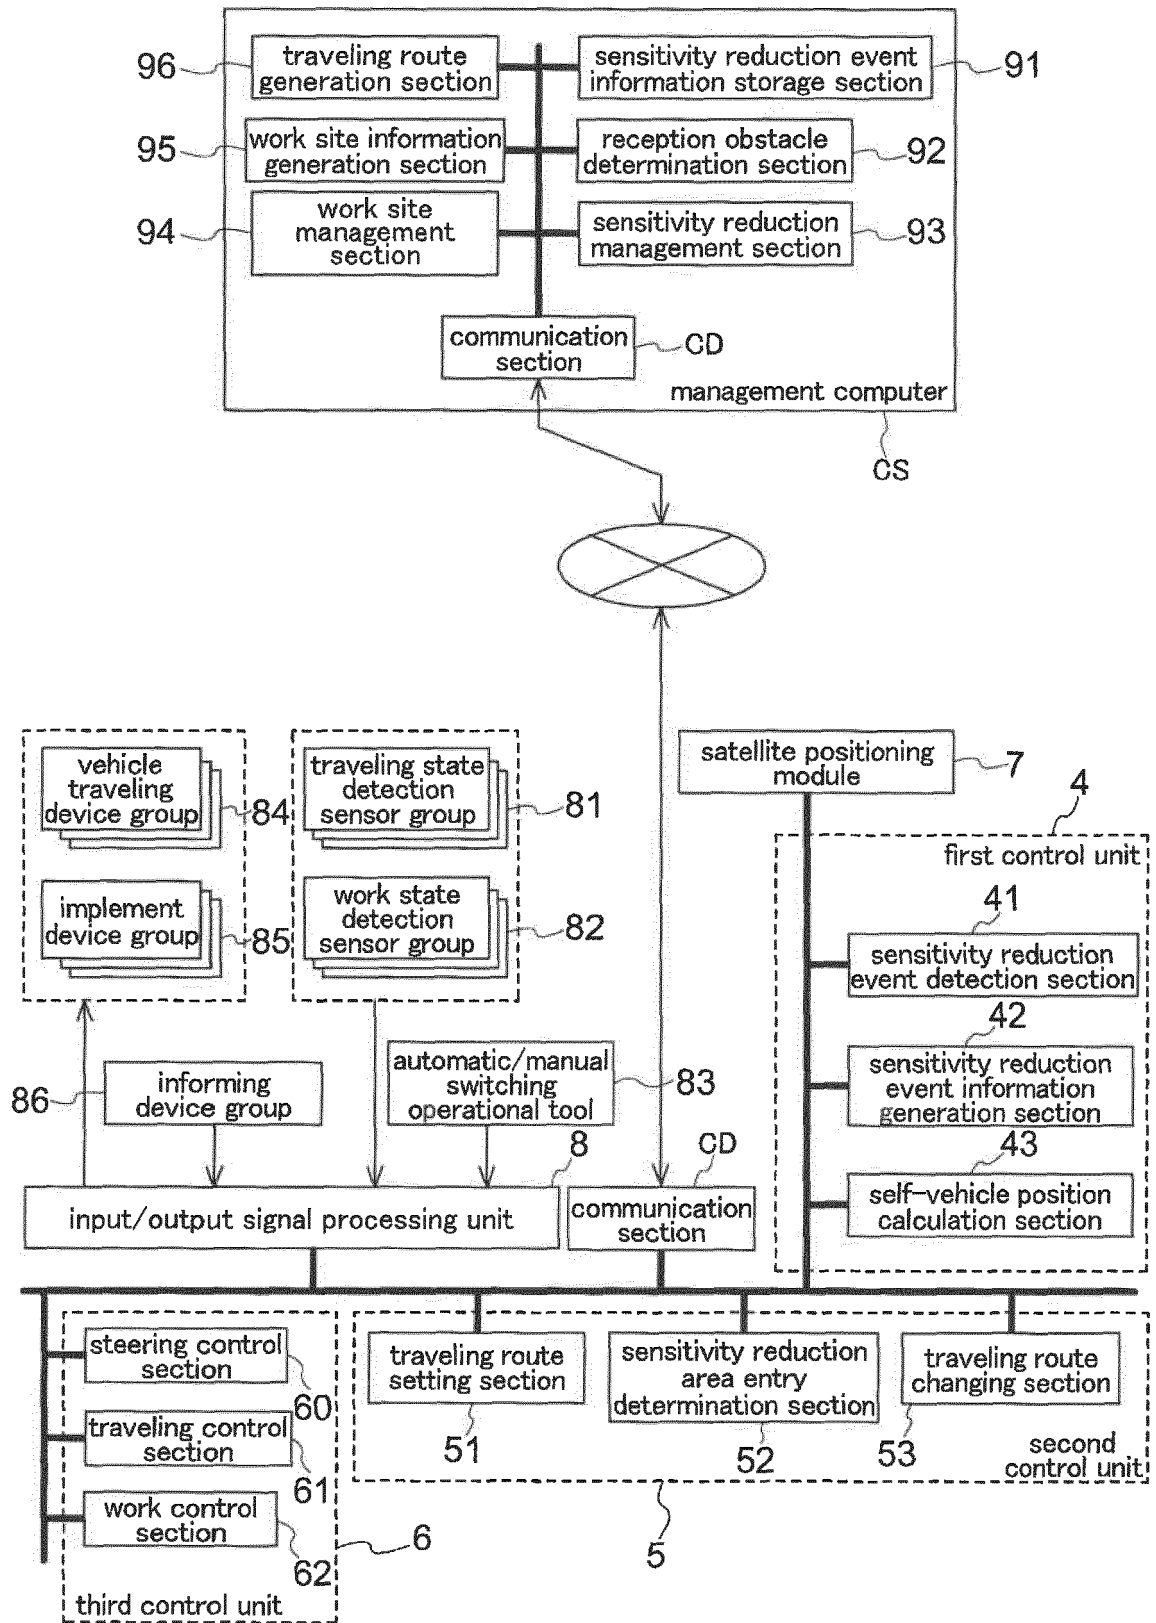 96
traveling route
generation section
sensitivity reduction event
information storage section
91
95
work site information
generation section
reception obstacle
determination section
92
94
work site
management
section
sensitivity reduction
management section
93
communication
section
CD
management computer
CS
vehicle
traveling
device group
84
traveling state
detection
sensor group
81
satellite positioning
module
7
4
first control unit
implement
device group
85
work state
detection
sensor group
82
41
sensitivity reduction
event detection section
42
sensitivity reduction
event information
generation section
86
informing
device group
automatic/manual
switching
operational tool
83
43
self-vehicle position
calculation section
8
input/output signal processing unit
CD
communication
section
steering control
section
60
traveling control
section
61
work control
section
62
6
third control unit
traveling route
setting section
51
sensitivity reduction
area entry
determination section
52
traveling route
changing section
53
second
control unit
5